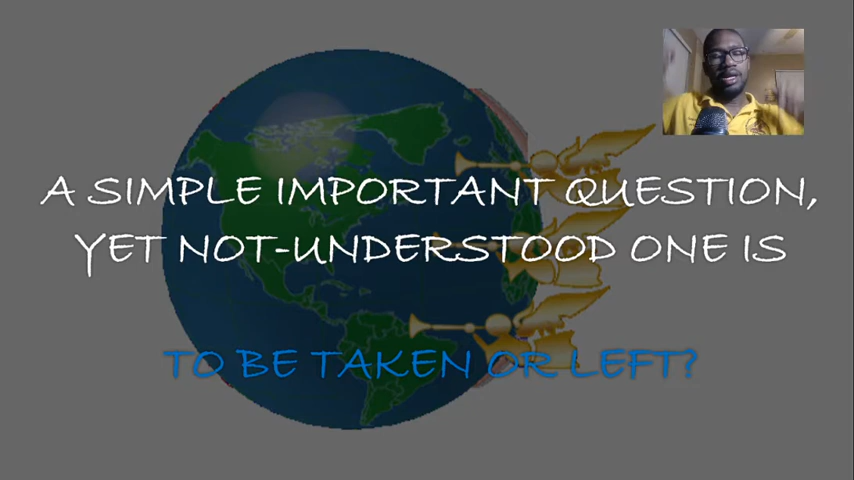 A SIMPLE IMPORTANT QUESTION,
YET NOT-UNDERSTOOD ONE IS
TO BE TAKEN OR LEFT?